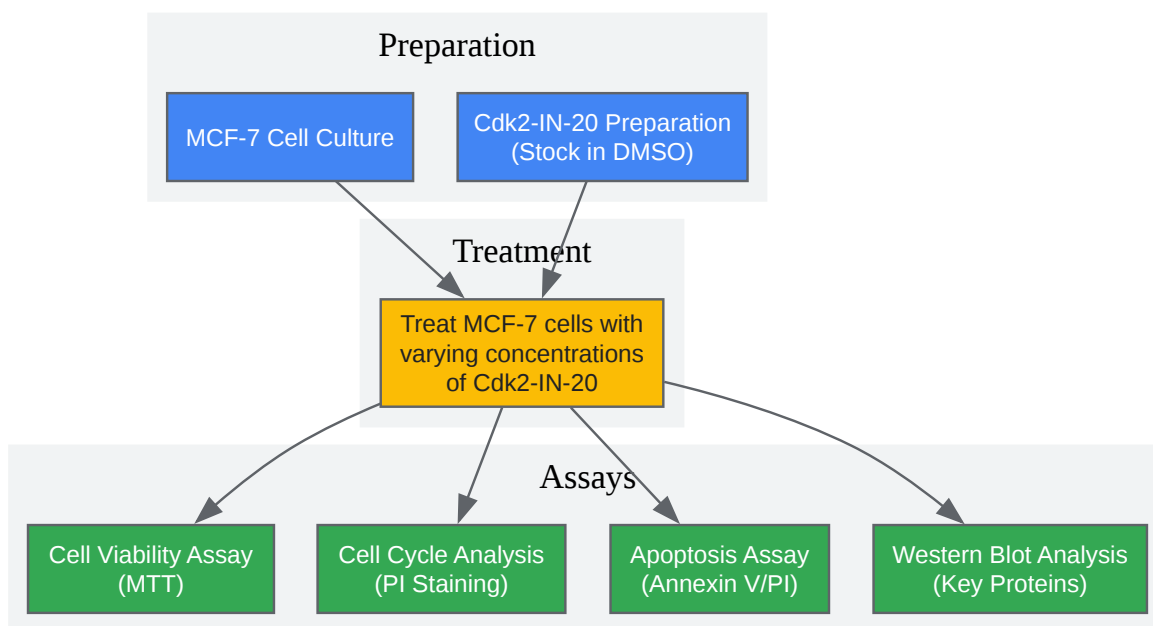 Preparation
MCF-7 Cell Culture
Cdk2-IN-20 Preparation
(Stock in DMSO)
Treatment
Treat MCF-7 cells with
varying concentrations
of Cdk2-IN-20
Assays
Cell Viability Assay
(MTT)
Cell Cycle Analysis
(PI Staining)
Apoptosis Assay
(Annexin V/PI)
Western Blot Analysis
(Key Proteins)